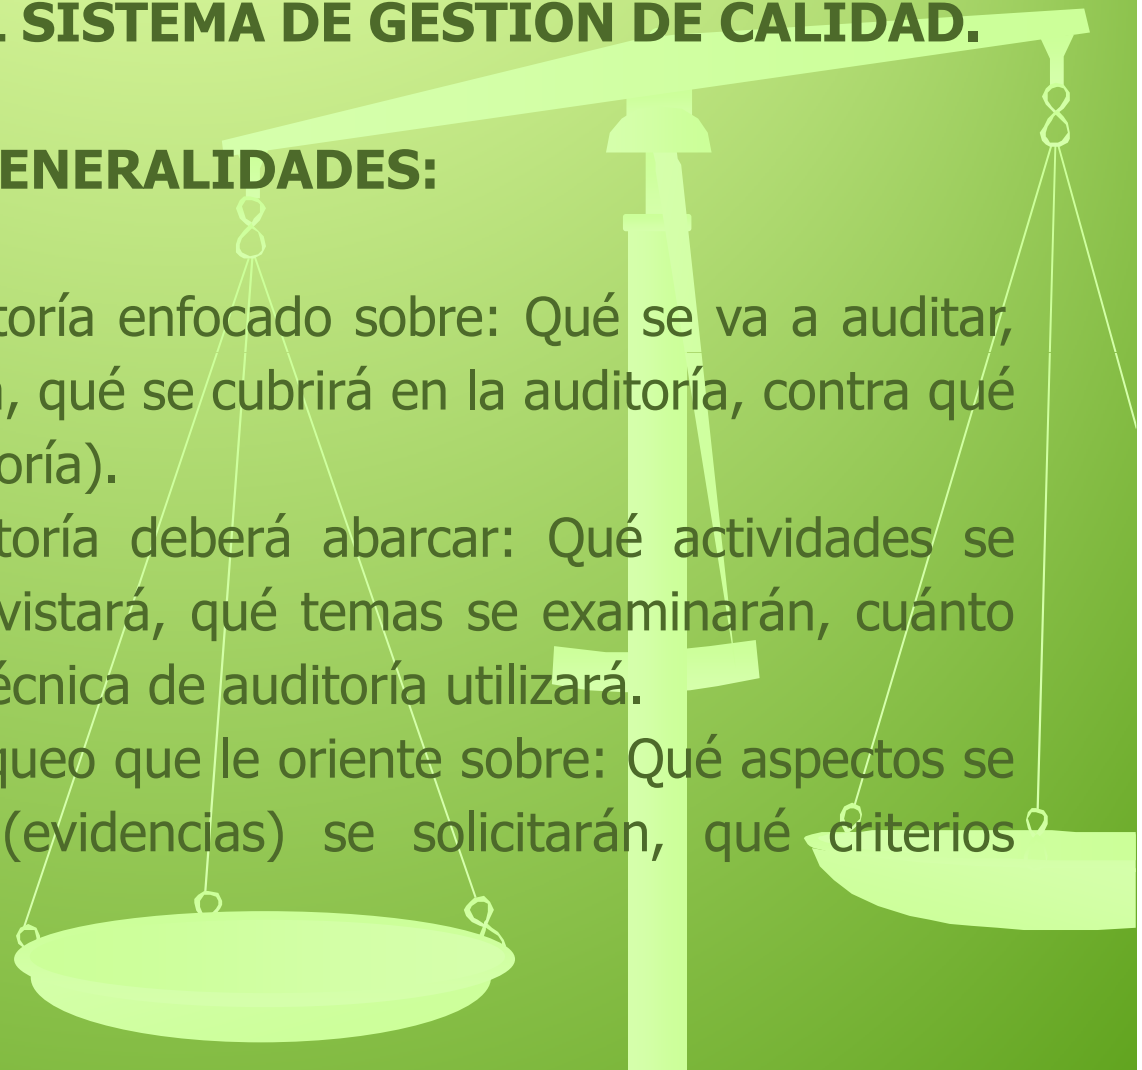 SISTEMA DE GESTION DE CALIDAD.
ENERALIDADES:
toría enfocado sobre: Qué se va a auditar,
, qué se cubrirá en la auditoría, contra qué
oría).
toría deberá abarcar: Qué actividades se
vistará, qué temas se examinarán, cuánto
écnica de auditoría utilizará.
queo que le oriente sobre: Qué aspectos se
(evidencias) se solicitarán, qué criterios